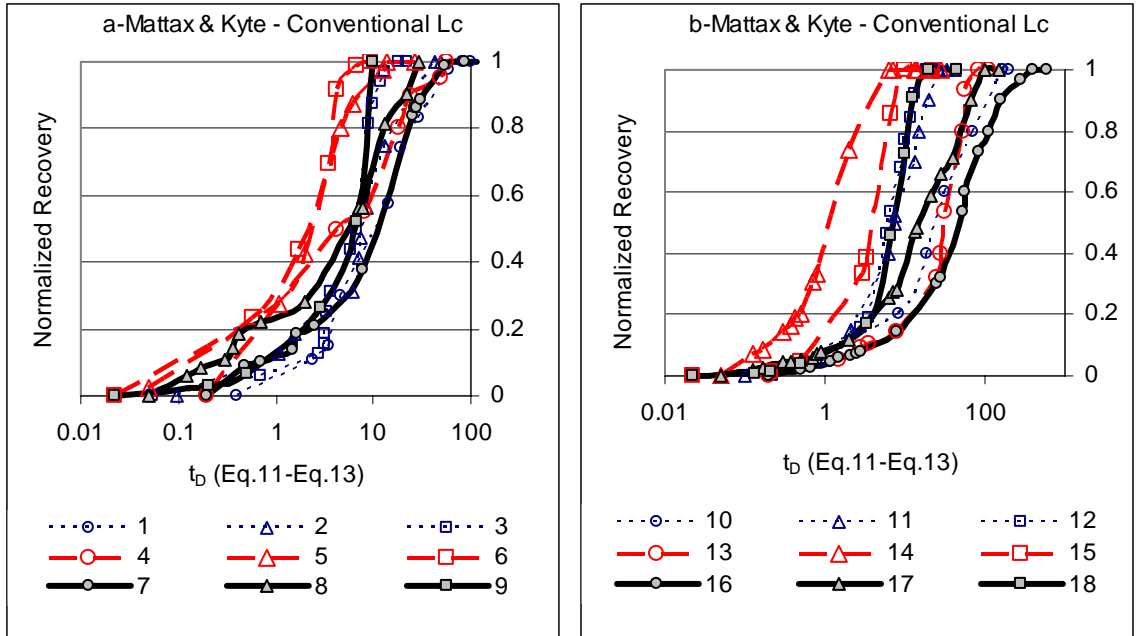 a-Mattax & Kyte - Conventional Lc
Normalized Recovery
1
0.8
0.6
0.4
0.2
0
0.01 0.1 1 10 100
t_D (Eq.11-Eq.13)
1 2 3
4 5 6
7 8 9
b-Mattax & Kyte - Conventional Lc
Normalized Recovery
1
0.8
0.6
0.4
0.2
0
0.01 1 100
t_D (Eq.11-Eq.13)
10 11 12
13 14 15
16 17 18